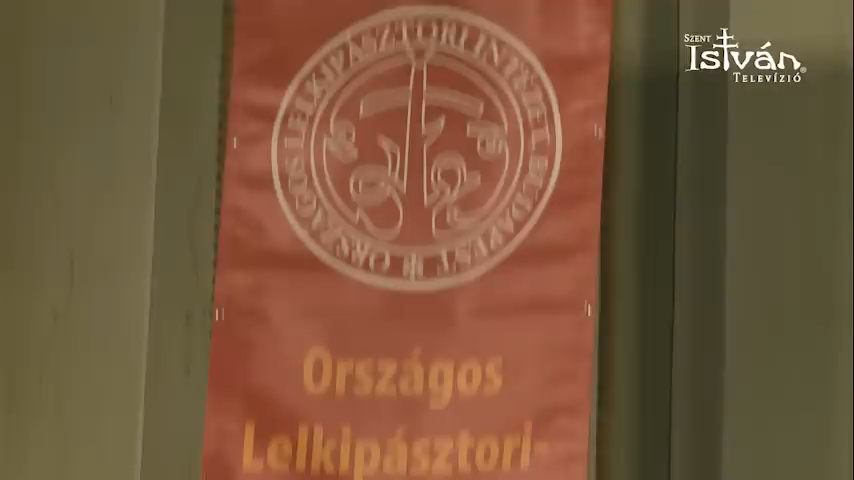 Szent
István
Televízió
ORSZÁGOS LELKIPÁSZTORI INTÉZET BUDAPEST
Országos
Lelkipásztori-